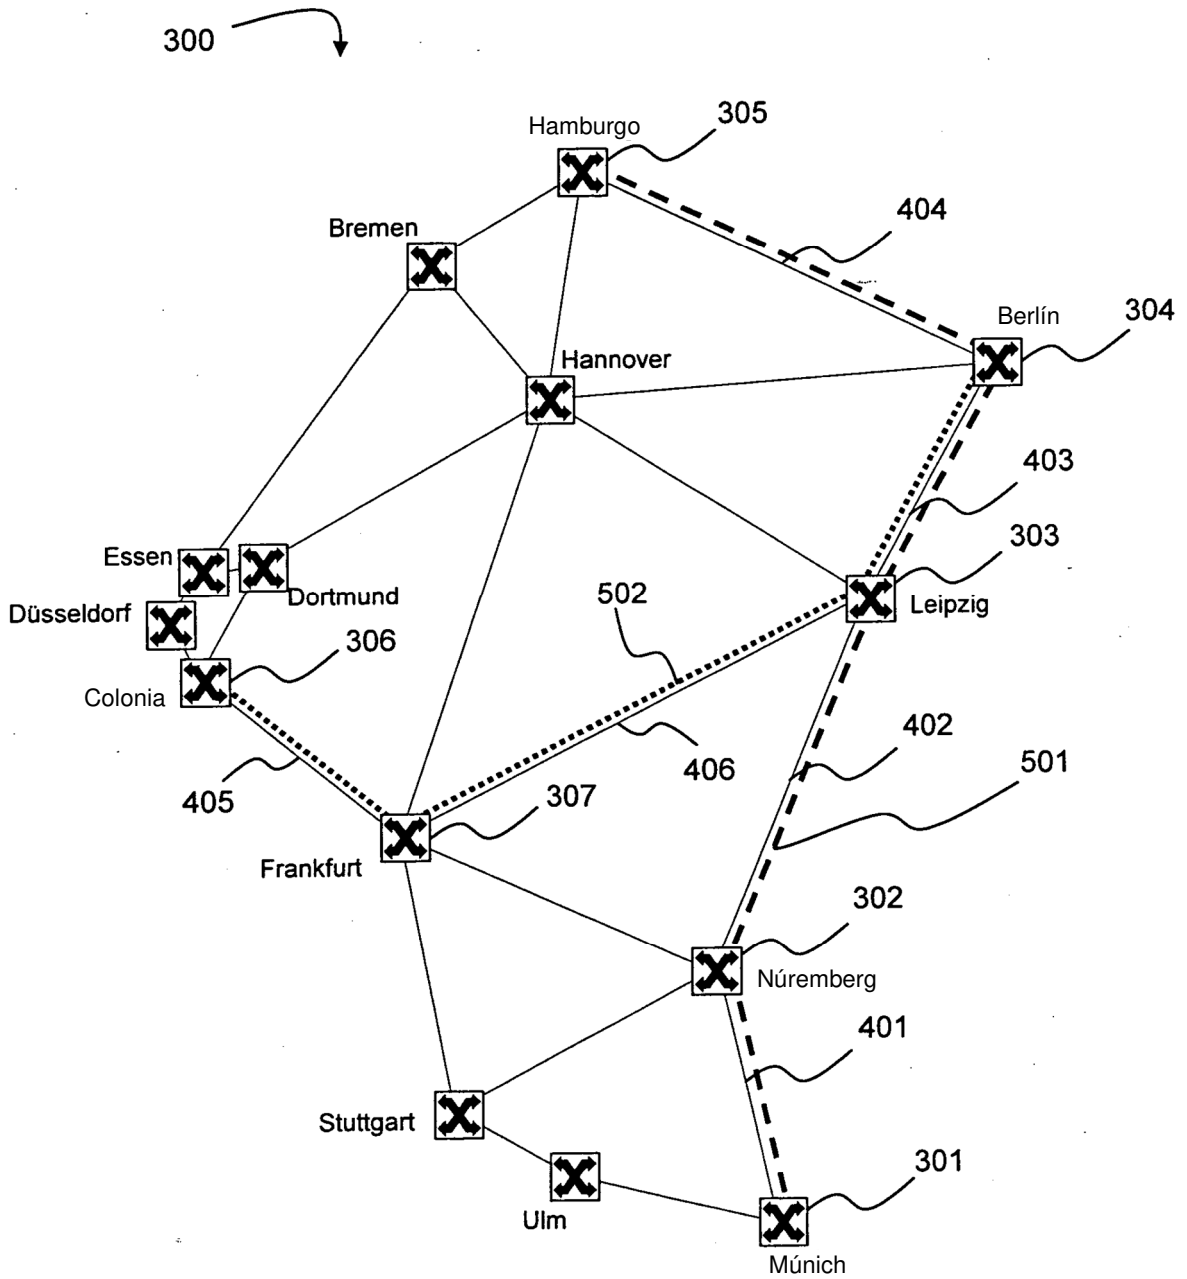 300
305
Hamburgo
404
Bremen
304
Berlín
Hannover
403
303
Essen
Dortmund
502
Leipzig
Düsseldorf
306
Colonia
402
501
406
405
307
Frankfurt
302
Núremberg
401
Stuttgart
301
Ulm
Múnich